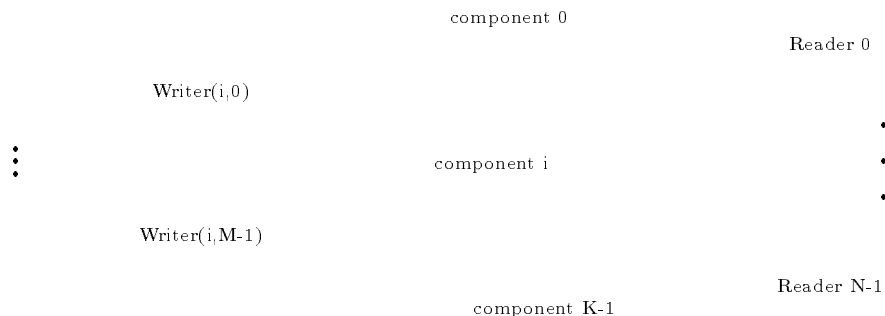 component 0
Reader 0
Writer(i,0)
component i
Writer(i,M-1)
Reader N-1
component K-1